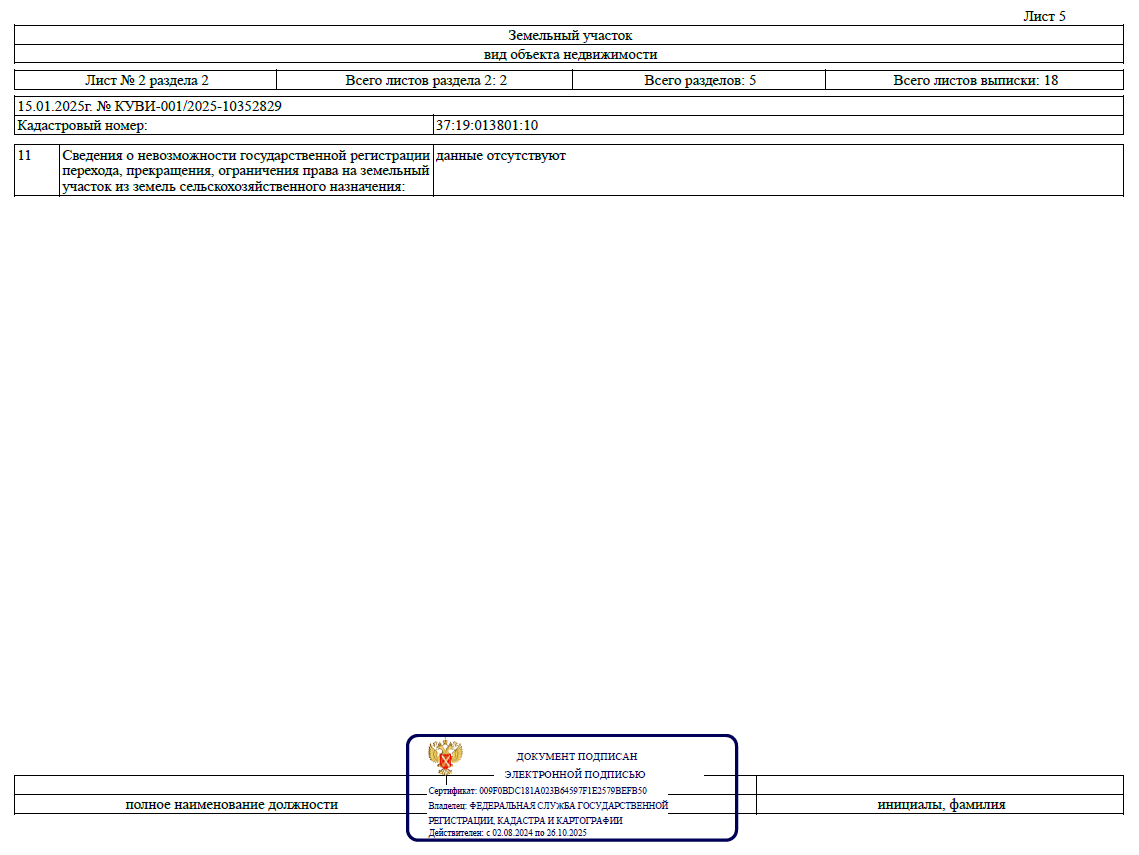 Лист 5
Земельный участок
вид объекта недвижимости
Лист № 2 раздела 2 Всего листов раздела 2: 2 Всего разделов: 5 Всего листов выписки: 18
15.01.2025г. № КУВИ-001/2025-10352829
Кадастровый номер: 37:19:013801:10
11 Сведения о невозможности государственной регистрации данные отсутствуют
перехода, прекращения, ограничения права на земельный
участок из земель сельскохозяйственного назначения:
ДОКУМЕНТ ПОДПИСАН
ЭЛЕКТРОННОЙ ПОДПИСЬЮ
Сертификат: 009F0BDC181A023B64597F1E2579BEFB50
полное наименование должности Владелец: ФЕДЕРАЛЬНАЯ СЛУЖБА ГОСУДАРСТВЕННОЙ инициалы, фамилия
РЕГИСТРАЦИИ, КАДАСТРА И КАРТОГРАФИИ
Действителен: с 02.08.2024 по 26.10.2025